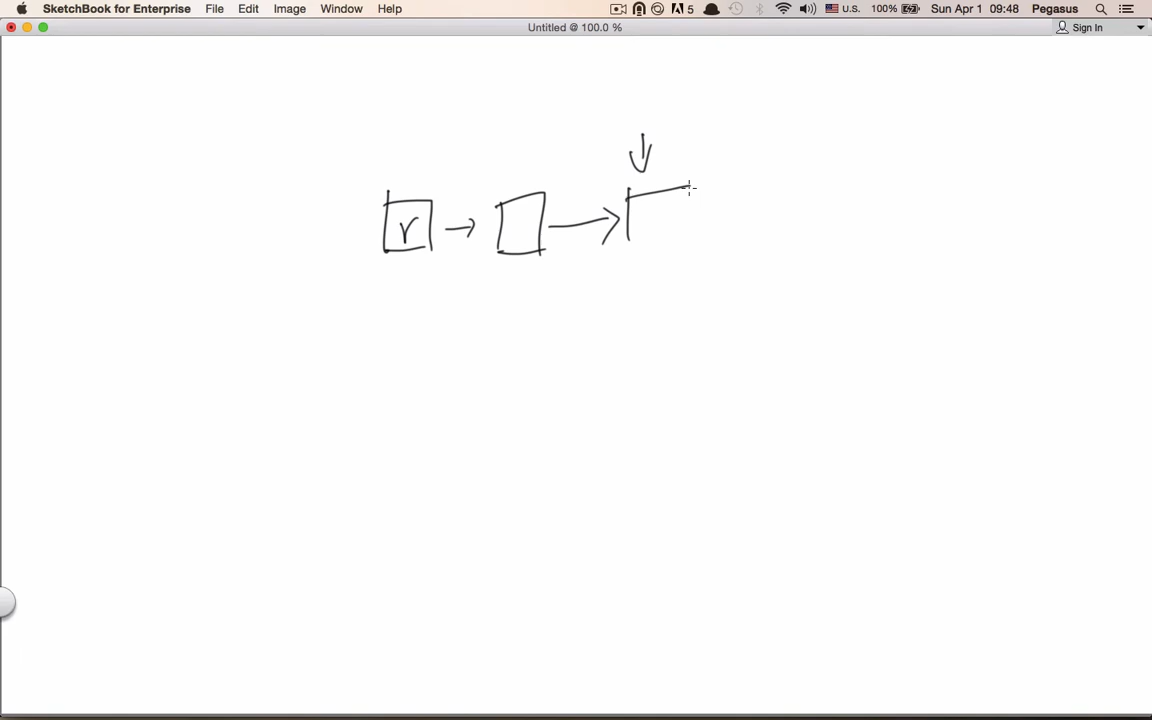 SketchBook for Enterprise File Edit Image Window Help 5 U.S. 100% Sun Apr 1 09:48 Pegasus
Untitled @ 100.0 % Sign In
r